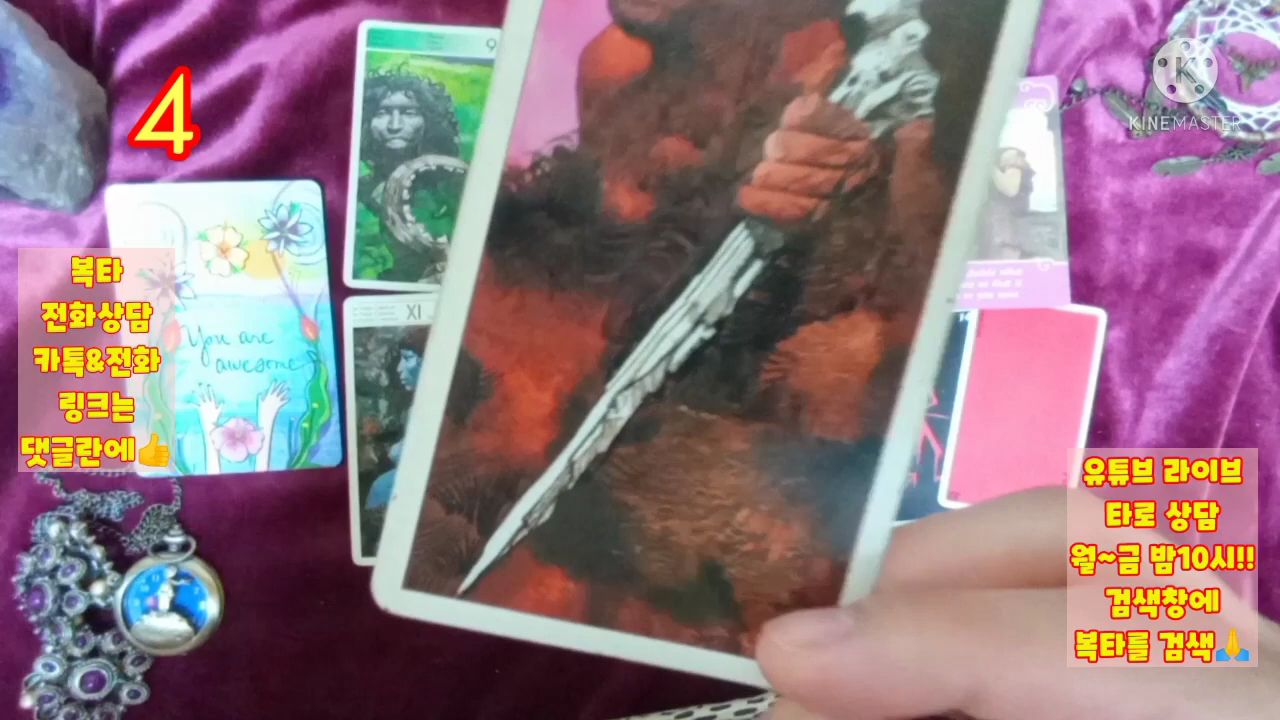 4
9
KINEMASTER
복타
전화상담
카톡&전화
링크는
댓글란에👍
You are
awesome
XI
유튜브 라이브
타로 상담
월~금 밤10시!!
검색창에
복타를 검색🙏